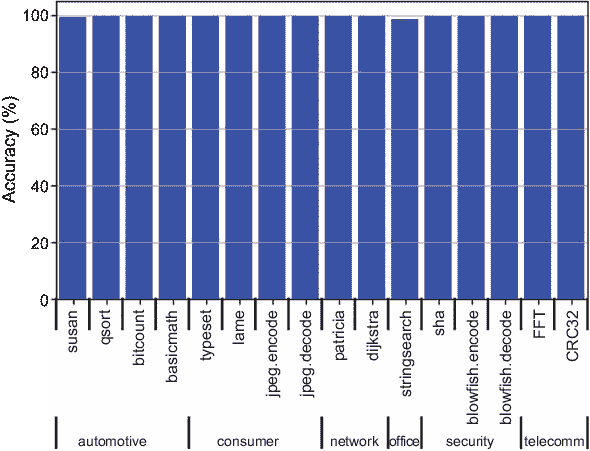 Accuracy (%)
100
80
60
40
20
0
susan
qsort
bitcount
basicmath
typeset
lame
jpeg.encode
jpeg.decode
patricia
dijkstra
stringsearch
sha
blowfish.encode
blowfish.decode
FFT
CRC32
automotive
consumer
network
office
security
telecomm